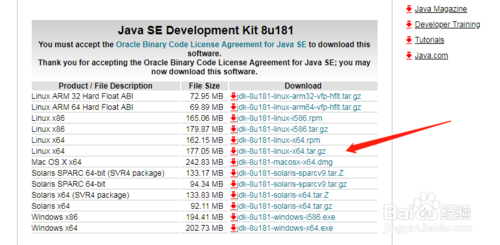 Java SE Development Kit 8u181
You must accept the Oracle Binary Code License Agreement for Java SE to download this
software.
Thank you for accepting the Oracle Binary Code License Agreement for Java SE; you may
now download this software.
Product / File Description File Size Download
Linux ARM 32 Hard Float ABI 72.95 MB jdk-8u181-linux-arm32-vfp-hflt.tar.gz
Linux ARM 64 Hard Float ABI 69.89 MB jdk-8u181-linux-arm64-vfp-hflt.tar.gz
Linux x86 165.06 MB jdk-8u181-linux-i586.rpm
Linux x86 179.87 MB jdk-8u181-linux-i586.tar.gz
Linux x64 162.15 MB jdk-8u181-linux-x64.rpm
Linux x64 177.05 MB jdk-8u181-linux-x64.tar.gz
Mac OS X x64 242.83 MB jdk-8u181-macosx-x64.dmg
Solaris SPARC 64-bit (SVR4 package) 133.17 MB jdk-8u181-solaris-sparcv9.tar.Z
Solaris SPARC 64-bit 94.34 MB jdk-8u181-solaris-sparcv9.tar.gz
Solaris x64 (SVR4 package) 133.83 MB jdk-8u181-solaris-x64.tar.Z
Solaris x64 92.11 MB jdk-8u181-solaris-x64.tar.gz
Windows x86 194.41 MB jdk-8u181-windows-i586.exe
Windows x64 202.73 MB jdk-8u181-windows-x64.exe
Java Magazine
Developer Training
Tutorials
Java.com
Baidu 经验
jingyan.baidu.com